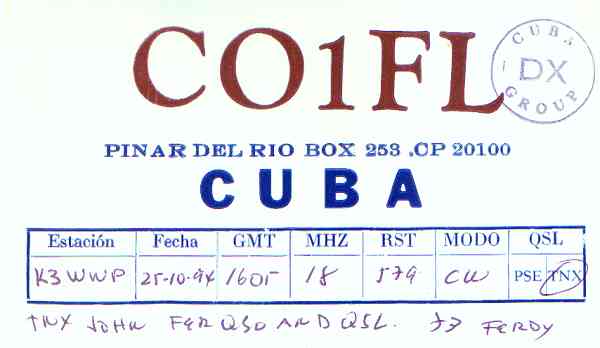 CO1FL
CUBA DX GROUP
PINAR DEL RIO BOX 253 .CP 20100
CUBA
Estación Fecha GMT MHZ RST MODO QSL
K3WWP 25-10-94 1605 18 579 CW PSE TNX
TNX JOHN FER QSO AND QSL. 73 FERDY